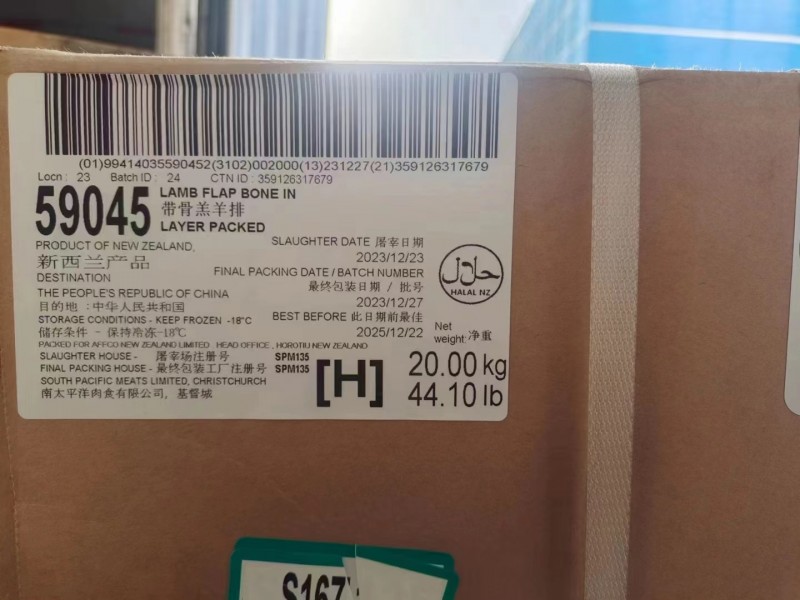 (01)99414035590452(3102)002000(13)231227(21)359126317679
Locn : 23 Batch ID : 24 CTN ID : 359126317679
59045
LAMB FLAP BONE IN
带骨羔羊排
LAYER PACKED
PRODUCT OF NEW ZEALAND,
新西兰产品
DESTINATION
THE PEOPLE'S REPUBLIC OF CHINA
目的地 :中华人民共和国
STORAGE CONDITIONS - KEEP FROZEN -18°C
储存条件 - 保持冷冻-18°C
SLAUGHTER DATE 屠宰日期
2023/12/23
FINAL PACKING DATE / BATCH NUMBER
最终包装日期 / 批号
2023/12/27
BEST BEFORE 此日期前最佳
2025/12/22
حلال
HALAL NZ
PACKED FOR AFFCO NEW ZEALAND LIMITED HEAD OFFICE , HOROTIU NEW ZEALAND
SLAUGHTER HOUSE - 屠宰场注册号 SPM135
FINAL PACKING HOUSE - 最终包装工厂注册号 SPM135
SOUTH PACIFIC MEATS LIMITED, CHRISTCHURCH
南太平洋肉食有限公司, 基督城
[H]
Net
weight: 净重
20.00 kg
44.10 lb